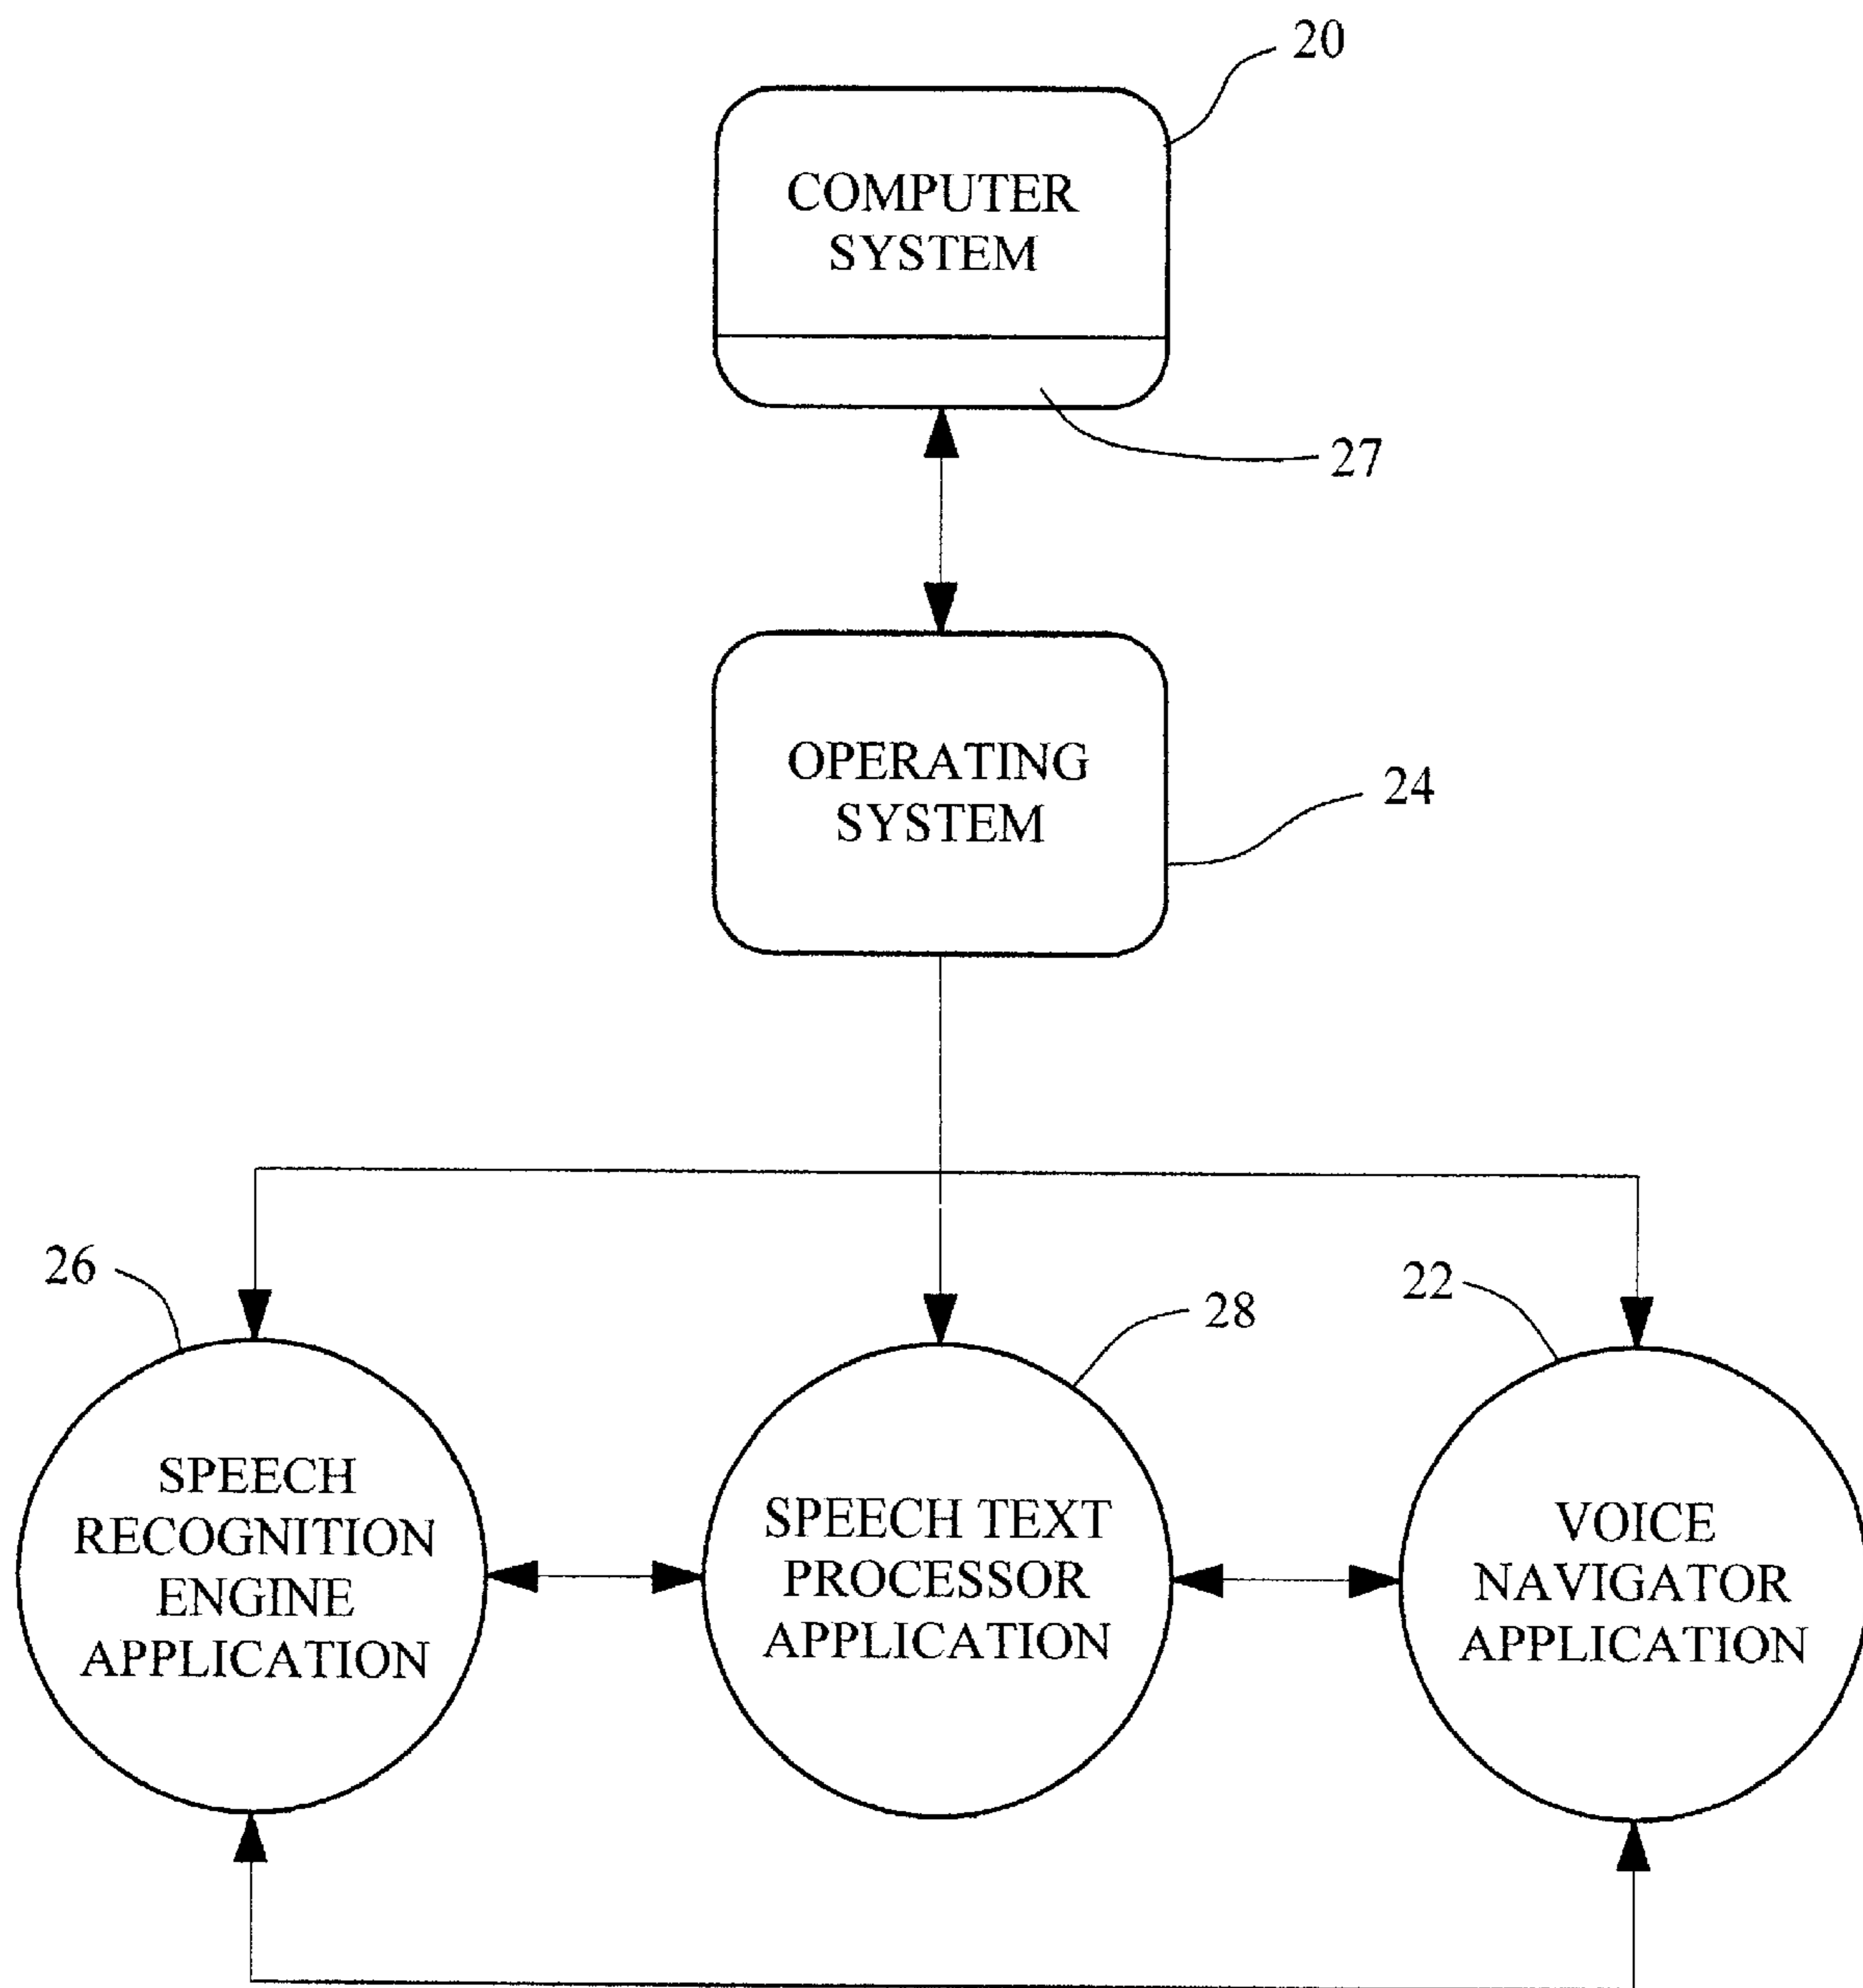 20
COMPUTER
SYSTEM
27
OPERATING
SYSTEM
24
26
28
22
SPEECH
RECOGNITION
ENGINE
APPLICATION
SPEECH TEXT
PROCESSOR
APPLICATION
VOICE
NAVIGATOR
APPLICATION